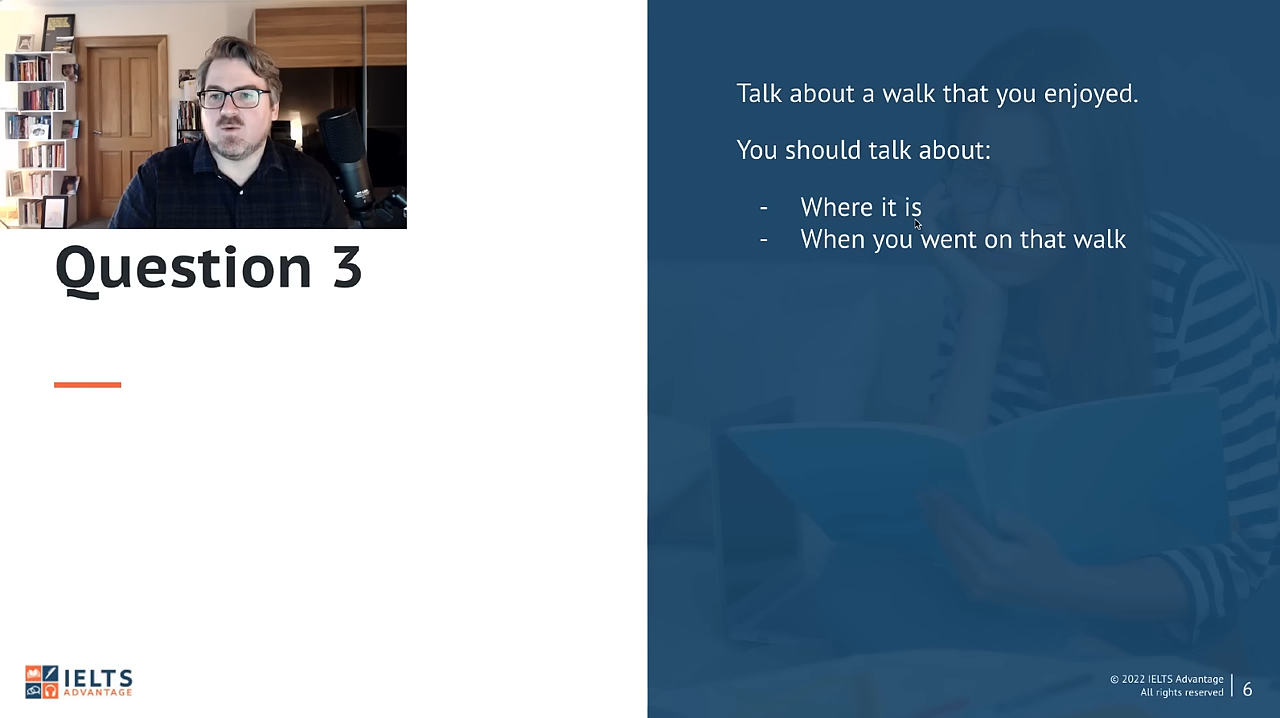 Question 3
Talk about a walk that you enjoyed.
You should talk about:
- Where it is
- When you went on that walk
IELTS
ADVANTAGE
© 2022 IELTS Advantage
All rights reserved
6